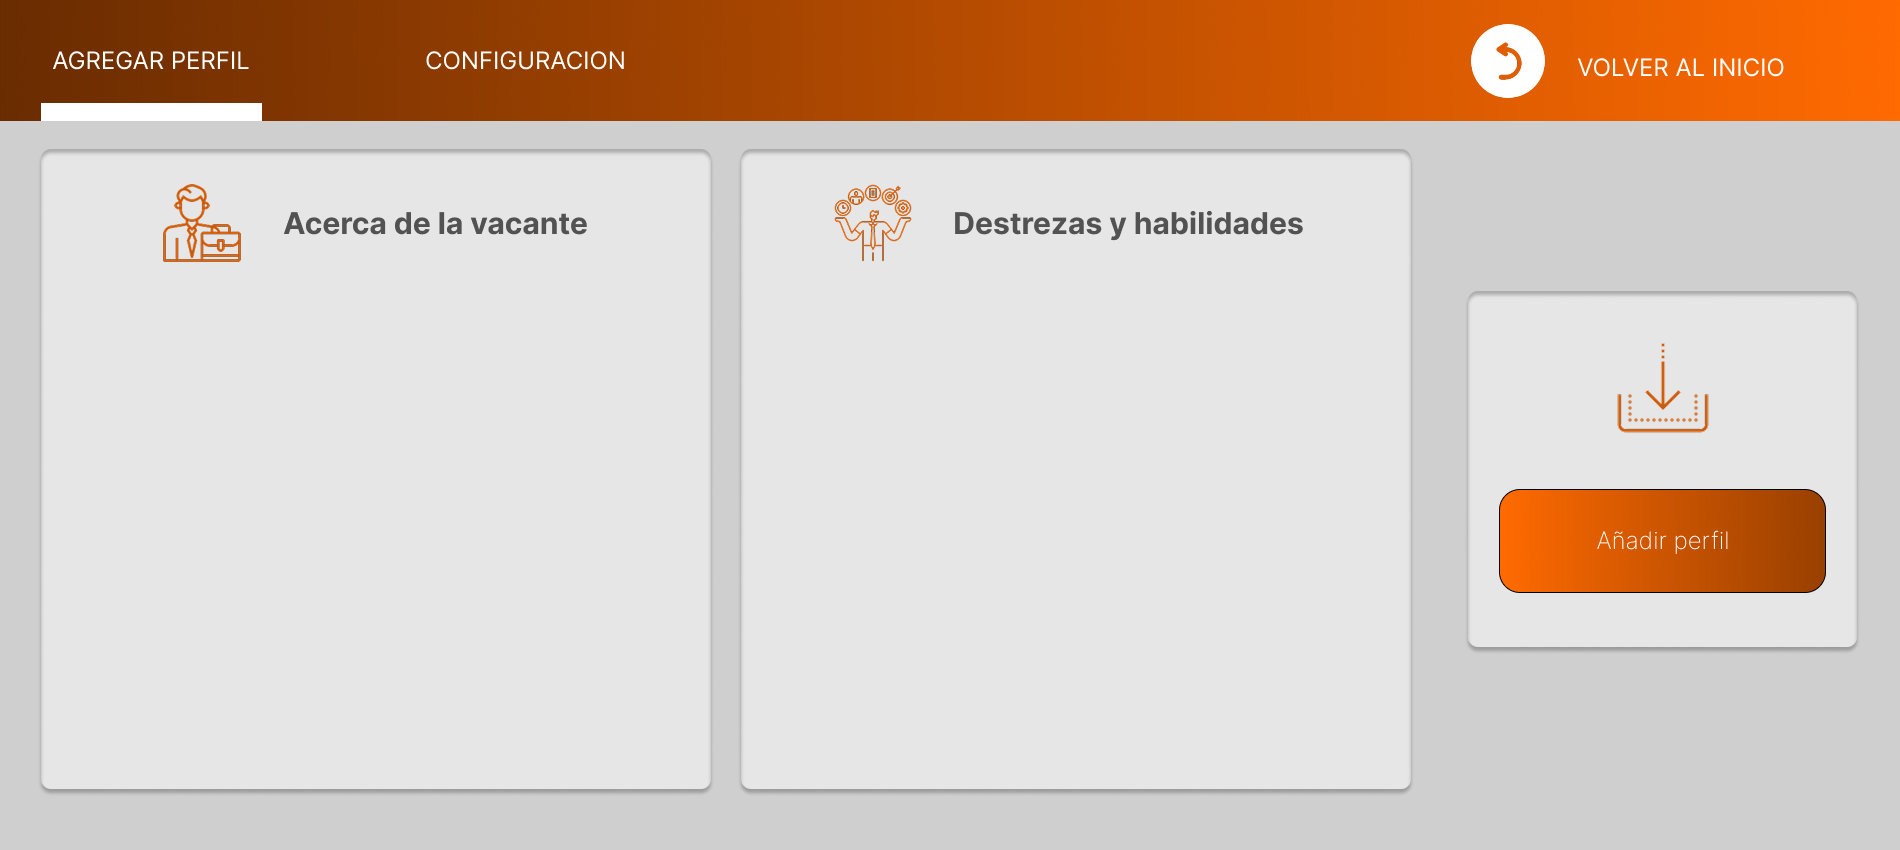 AGREGAR PERFIL
CONFIGURACION
VOLVER AL INICIO
Acerca de la vacante
Destrezas y habilidades
Añadir perfil